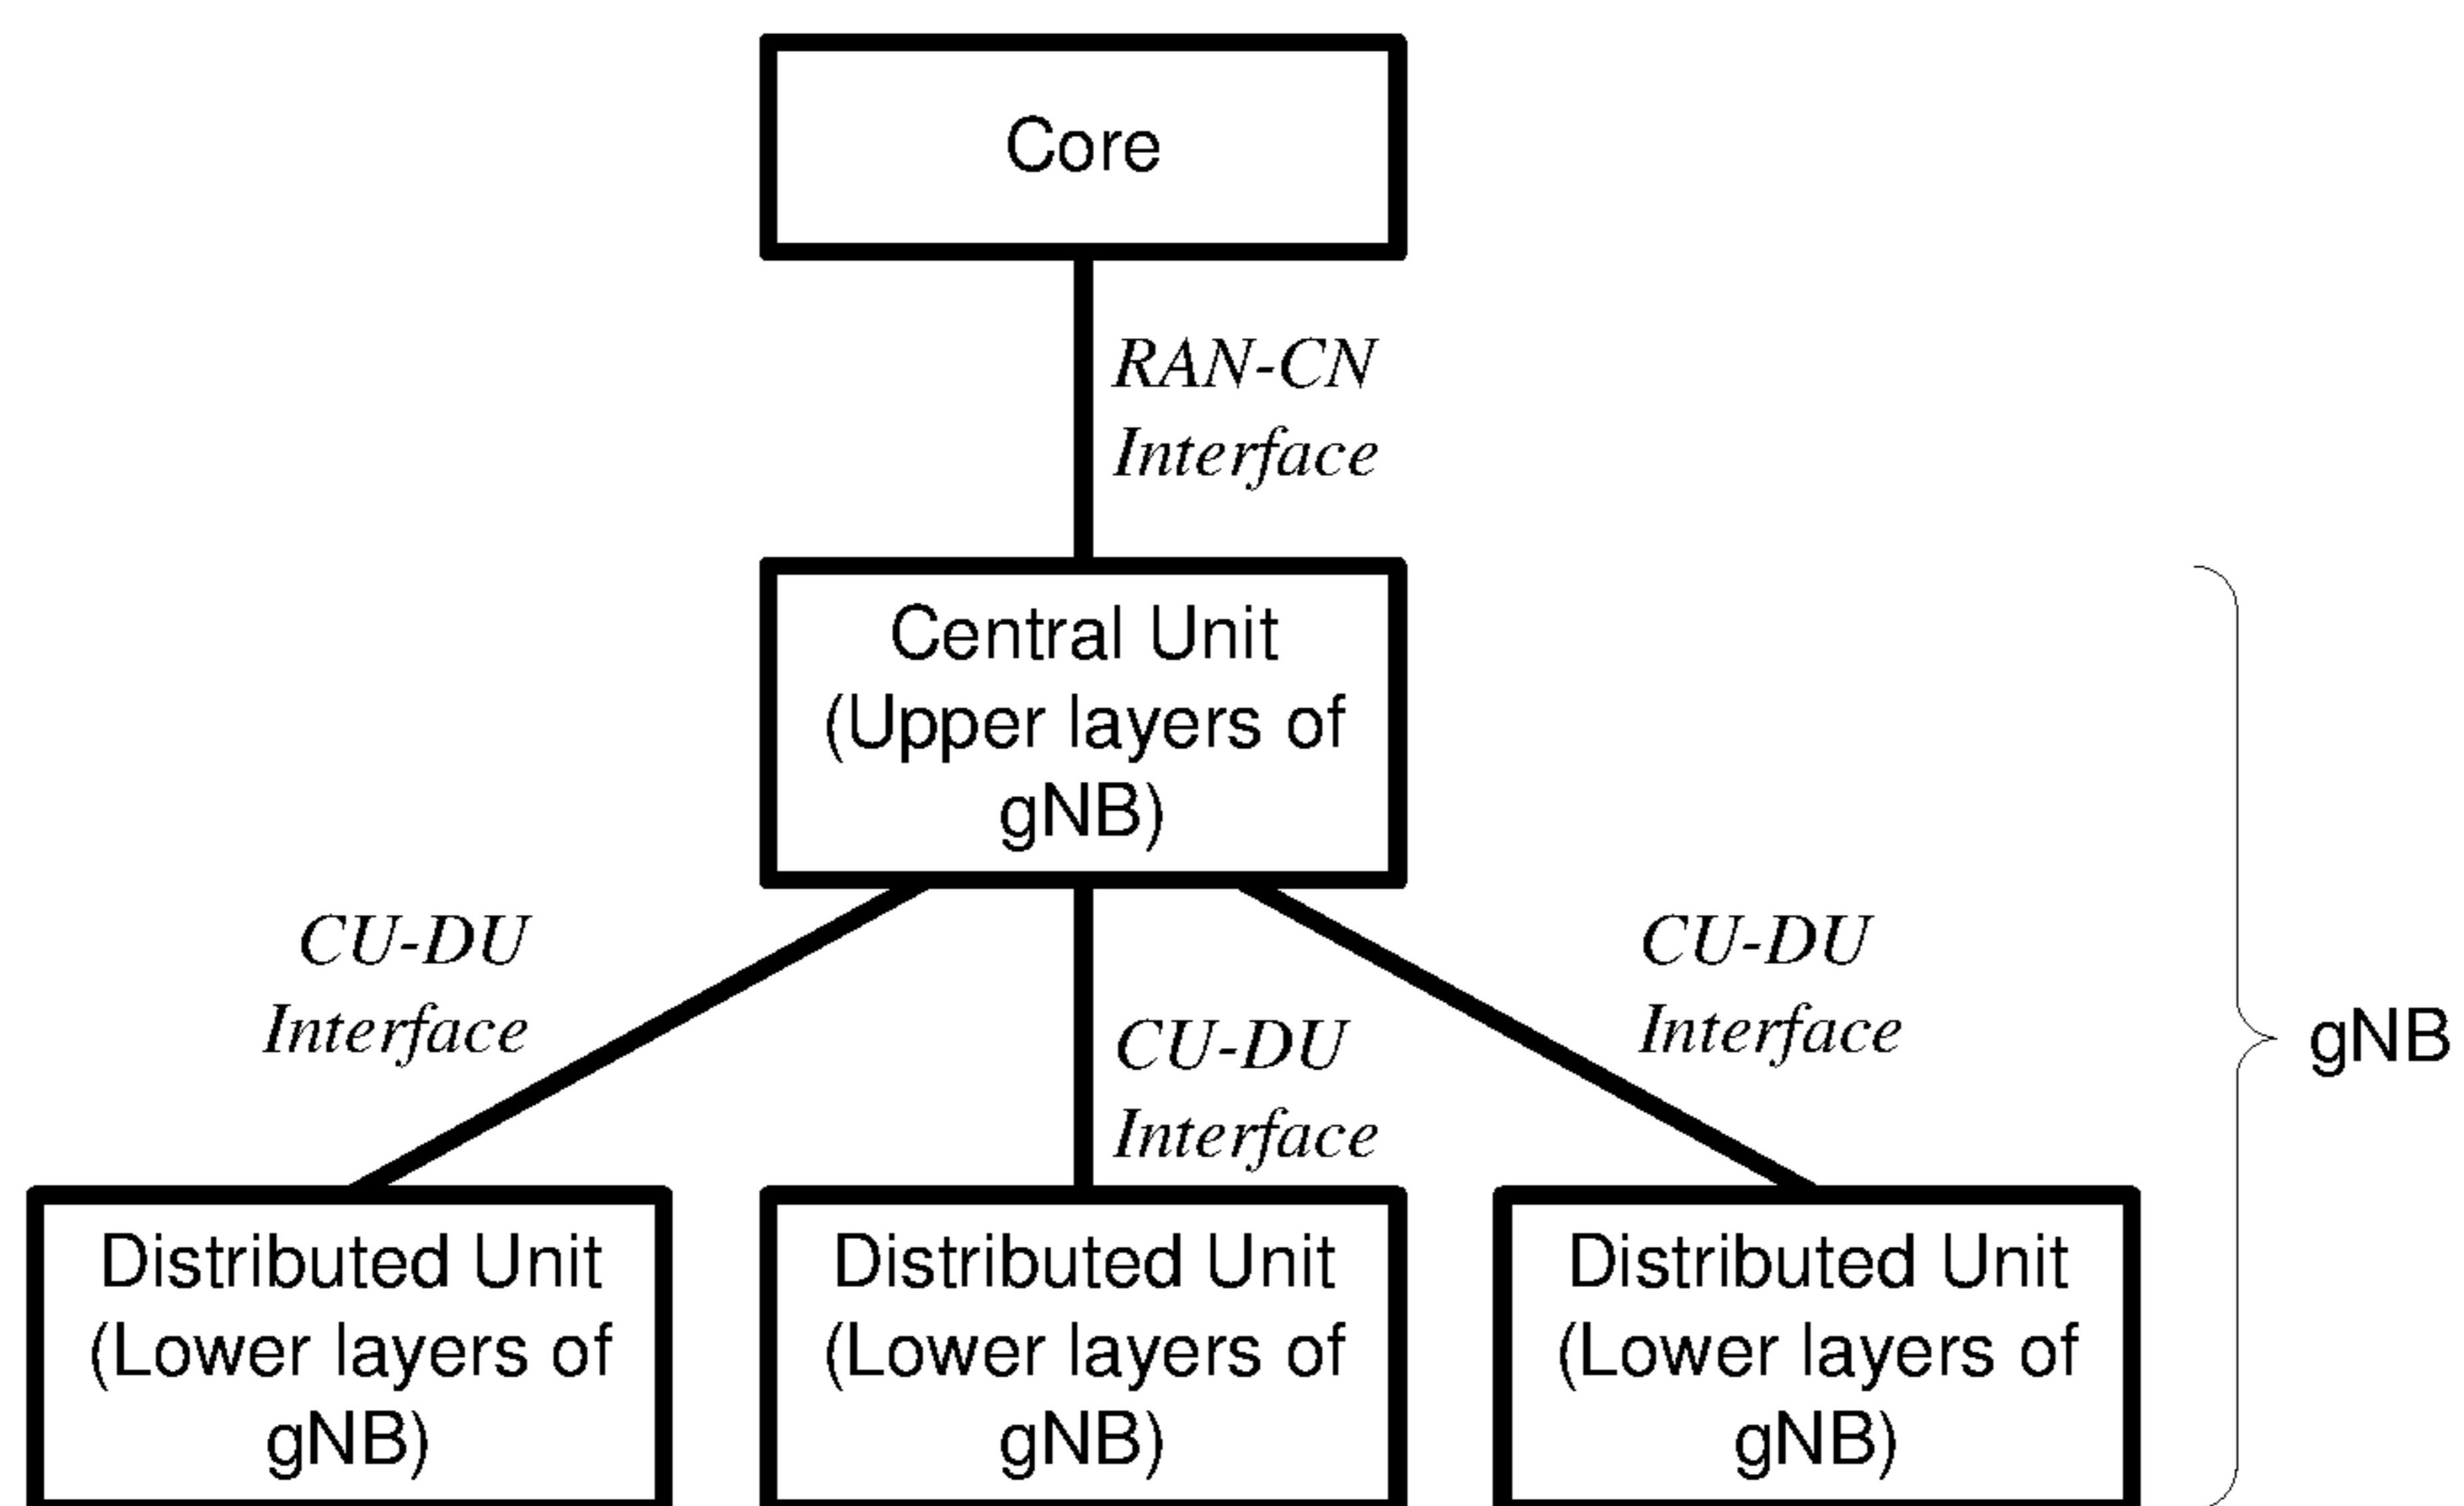 Core
RAN-CN
Interface
Central Unit
(Upper layers of
gNB)
CU-DU
Interface
CU-DU
Interface
CU-DU
Interface
gNB
Distributed Unit
(Lower layers of
gNB)
Distributed Unit
(Lower layers of
gNB)
Distributed Unit
(Lower layers of
gNB)